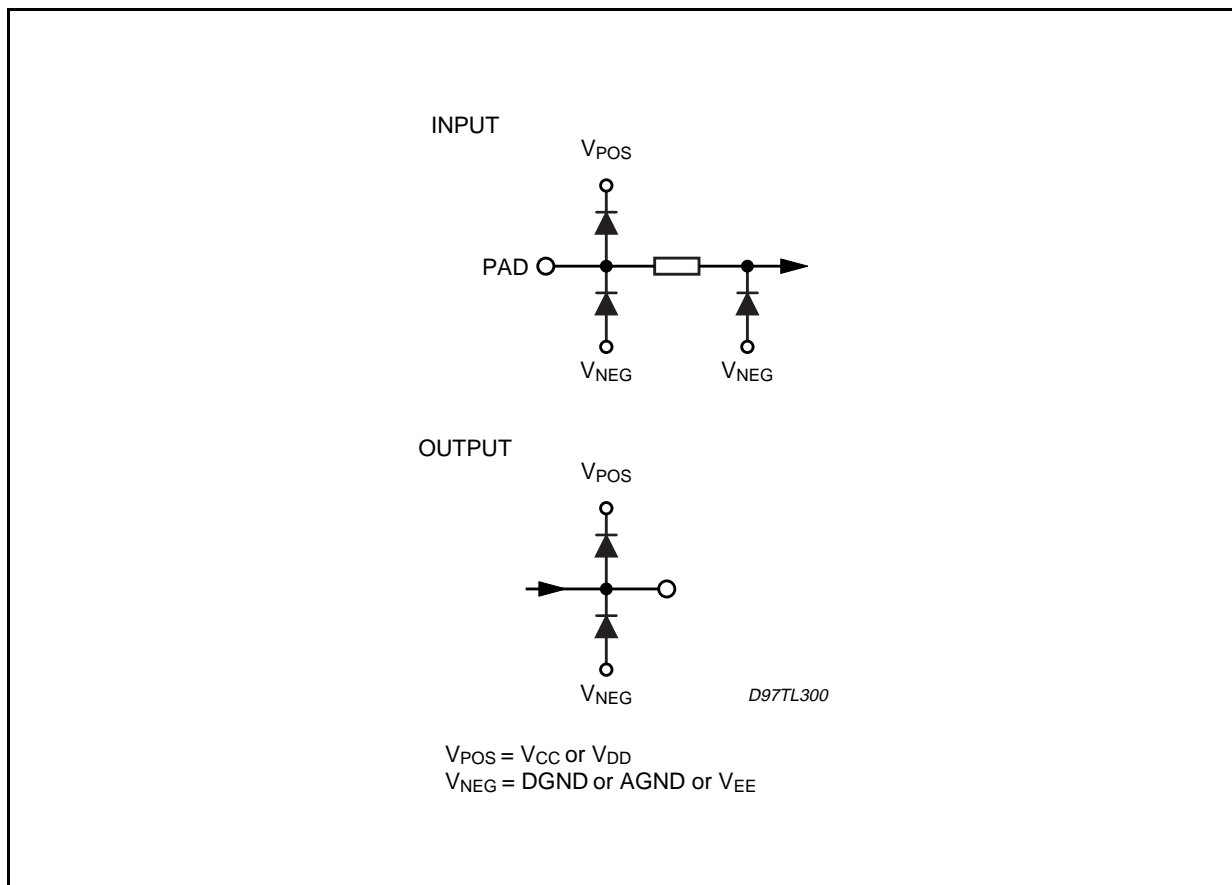 INPUT
VPOS
PAD
VNEG VNEG
OUTPUT
VPOS
VNEG
D97TL300
VPOS = VCC or VDD
VNEG = DGND or AGND or VEE